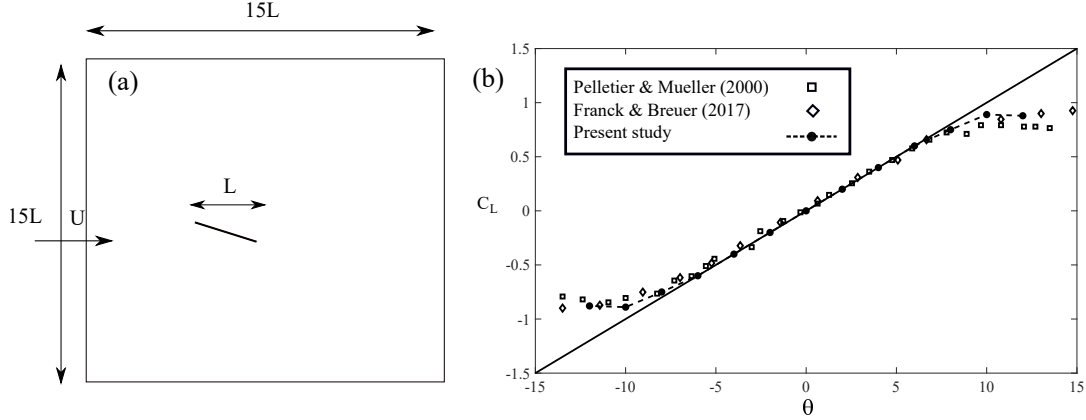 15L
(a)
L
15L
U
(b)
1.5
1
0.5
0
-0.5
-1
-1.5
C_L
Pelletier & Mueller (2000)
Franck & Breuer (2017)
Present study
-15
-10
-5
0
5
10
15
θ